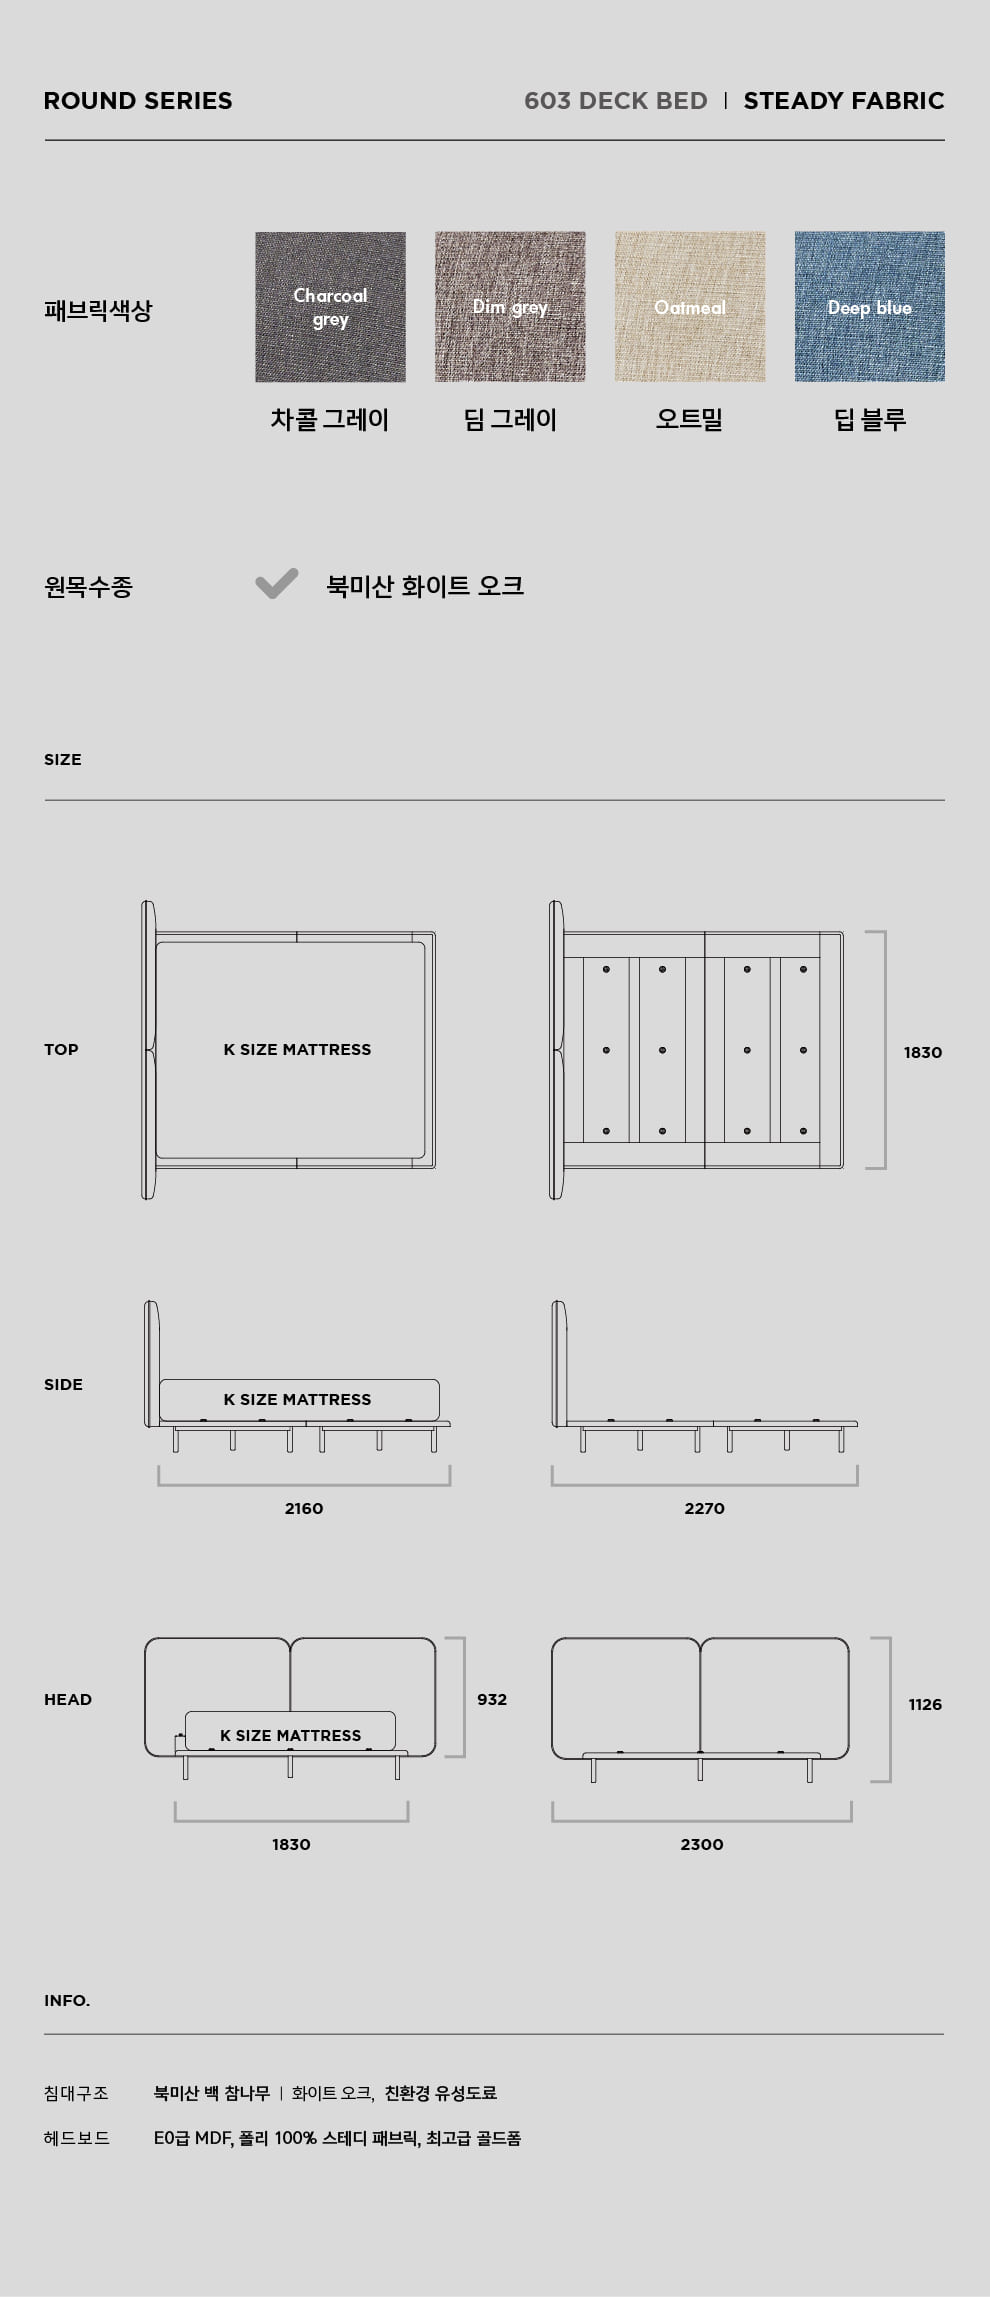 ROUND SERIES
603 DECK BED | STEADY FABRIC
패브릭색상
Charcoal
grey
Dim grey
Oatmeal
Deep blue
차콜 그레이
딤 그레이
오트밀
딥 블루
원목수종
북미산 화이트 오크
SIZE
TOP
K SIZE MATTRESS
1830
SIDE
K SIZE MATTRESS
2160
2270
HEAD
K SIZE MATTRESS
932
1126
1830
2300
INFO.
침대구조 북미산 백 참나무 | 화이트 오크, 친환경 유성도료
헤드보드 E0급 MDF, 폴리 100% 스테디 패브릭, 최고급 골드폼